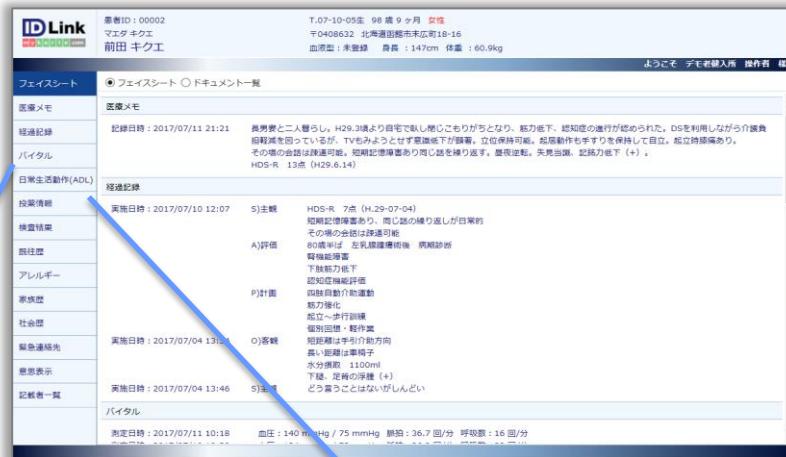 IDLink
患者ID：00002
マエダ キクエ
前田 キクエ
T.07-10-05生 98 歳 9 ヶ月 女性
〒0408632 北海道函館市末広町18-16
血液型：未登録 身長：147cm 体重：60.9kg
ようこそ デモ老健入所 操作者 様
フェイスシート
医療メモ
経過記録
バイタル
日常生活動作(ADL)
投薬情報
検査結果
既往歴
アレルギー
家族歴
社会歴
緊急連絡先
意思表示
記載者一覧
フェイスシート ドキュメント一覧
医療メモ
記録日時：2017/07/11 21:21
長男妻と二人暮らし。H29.3頃より自宅で臥し閉じこもりがちとなり、筋力低下、認知症の進行が認められた。DSを利用しながら介護負
担軽減を図っているが、TVもみようとせず意識低下が顕著。立位保持可能。起居動作も手すりを保持して自立。起立時膝痛あり。
その場の会話は疎通可能。短期記憶障害あり同じ話を繰り返す。昼夜逆転。失見当識、記銘力低下（+）。
HDS-R 13点（H29.6.14）
経過記録
実施日時：2017/07/10 12:07 S)主観 HDS-R 7点（H.29-07-04）
短期記憶障害あり、同じ話の繰り返しが日常的
その場の会話は疎通可能
A)評価 80歳半ば 左乳腺腫瘍術後 病期診断
腎機能障害
下肢筋力低下
認知症機能評価
P)計画 四肢自動介助運動
筋力強化
起立～歩行訓練
個別回想・軽作業
実施日時：2017/07/04 O)客観 短距離は手引介助方向
長い距離は車椅子
水分摂取 1100ml
下腿、足背の浮腫（+）
実施日時：2017/07/04 13:46 S)主観 どう言うことはないがしんどい
バイタル
測定日時：2017/07/11 10:18 血圧：140 mmHg / 75 mmHg 脈拍：36.7 回/分 呼吸数：16 回/分